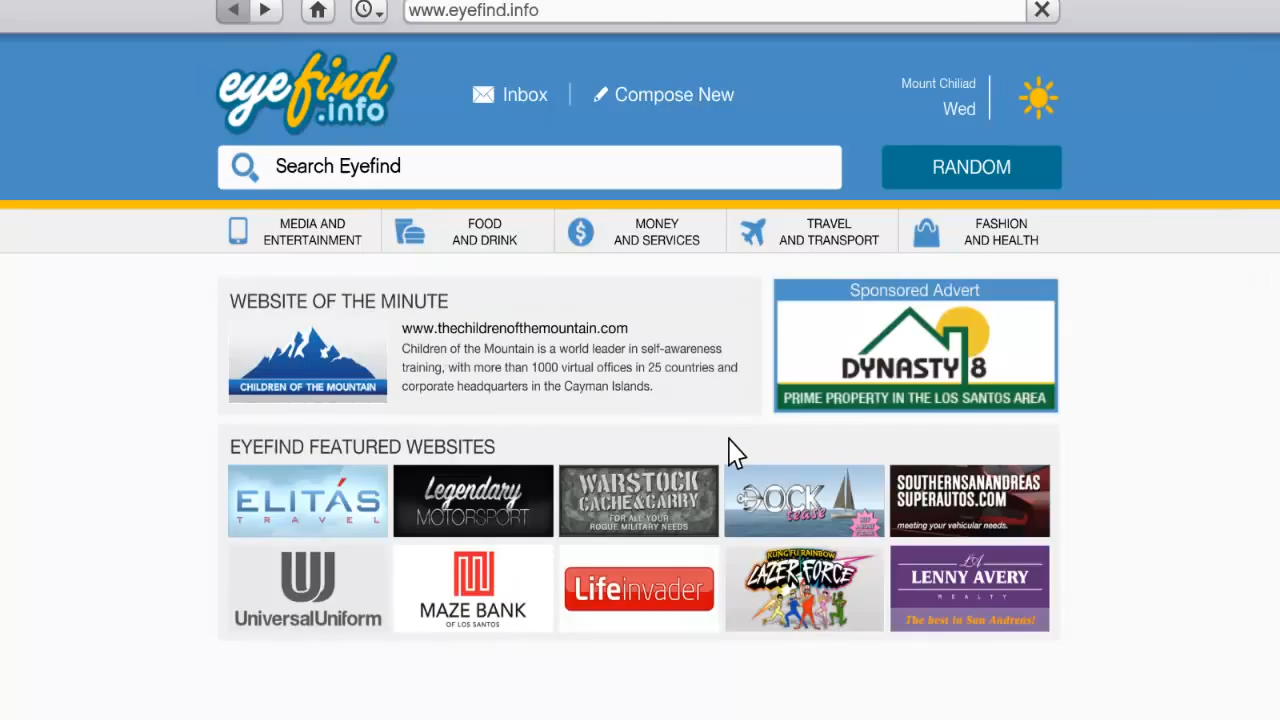 www.eyefind.info
eyefind
.info
Inbox
Compose New
Mount Chiliad
Wed
Search Eyefind
RANDOM
MEDIA AND
ENTERTAINMENT
FOOD
AND DRINK
MONEY
AND SERVICES
TRAVEL
AND TRANSPORT
FASHION
AND HEALTH
WEBSITE OF THE MINUTE
CHILDREN OF THE MOUNTAIN
www.thechildrenofthemountain.com
Children of the Mountain is a world leader in self-awareness
training, with more than 1000 virtual offices in 25 countries and
corporate headquarters in the Cayman Islands.
Sponsored Advert
DYNASTY 8
PRIME PROPERTY IN THE LOS SANTOS AREA
EYEFIND FEATURED WEBSITES
ELITÁS
TRAVEL
Legendary
MOTORSPORT
WARSTOCK
CACHE&CARRY
FOR ALL YOUR
ROGUE MILITARY NEEDS
DOCK
tease
SOUTHERNSANANDREAS
SUPERAUTOS.COM
meeting your vehicular needs.
UniversalUniform
MAZE BANK
OF LOS SANTOS
Lifeinvader
KUNG FU RAINBOW
LAZER FORCE
LA
LENNY AVERY
REALTY
The best in San Andreas!